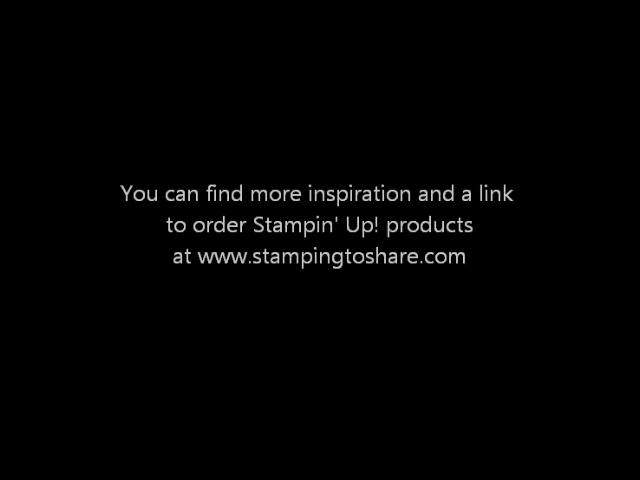 You can find more inspiration and a link
to order Stampin' Up! products
at www.stampingtoshare.com